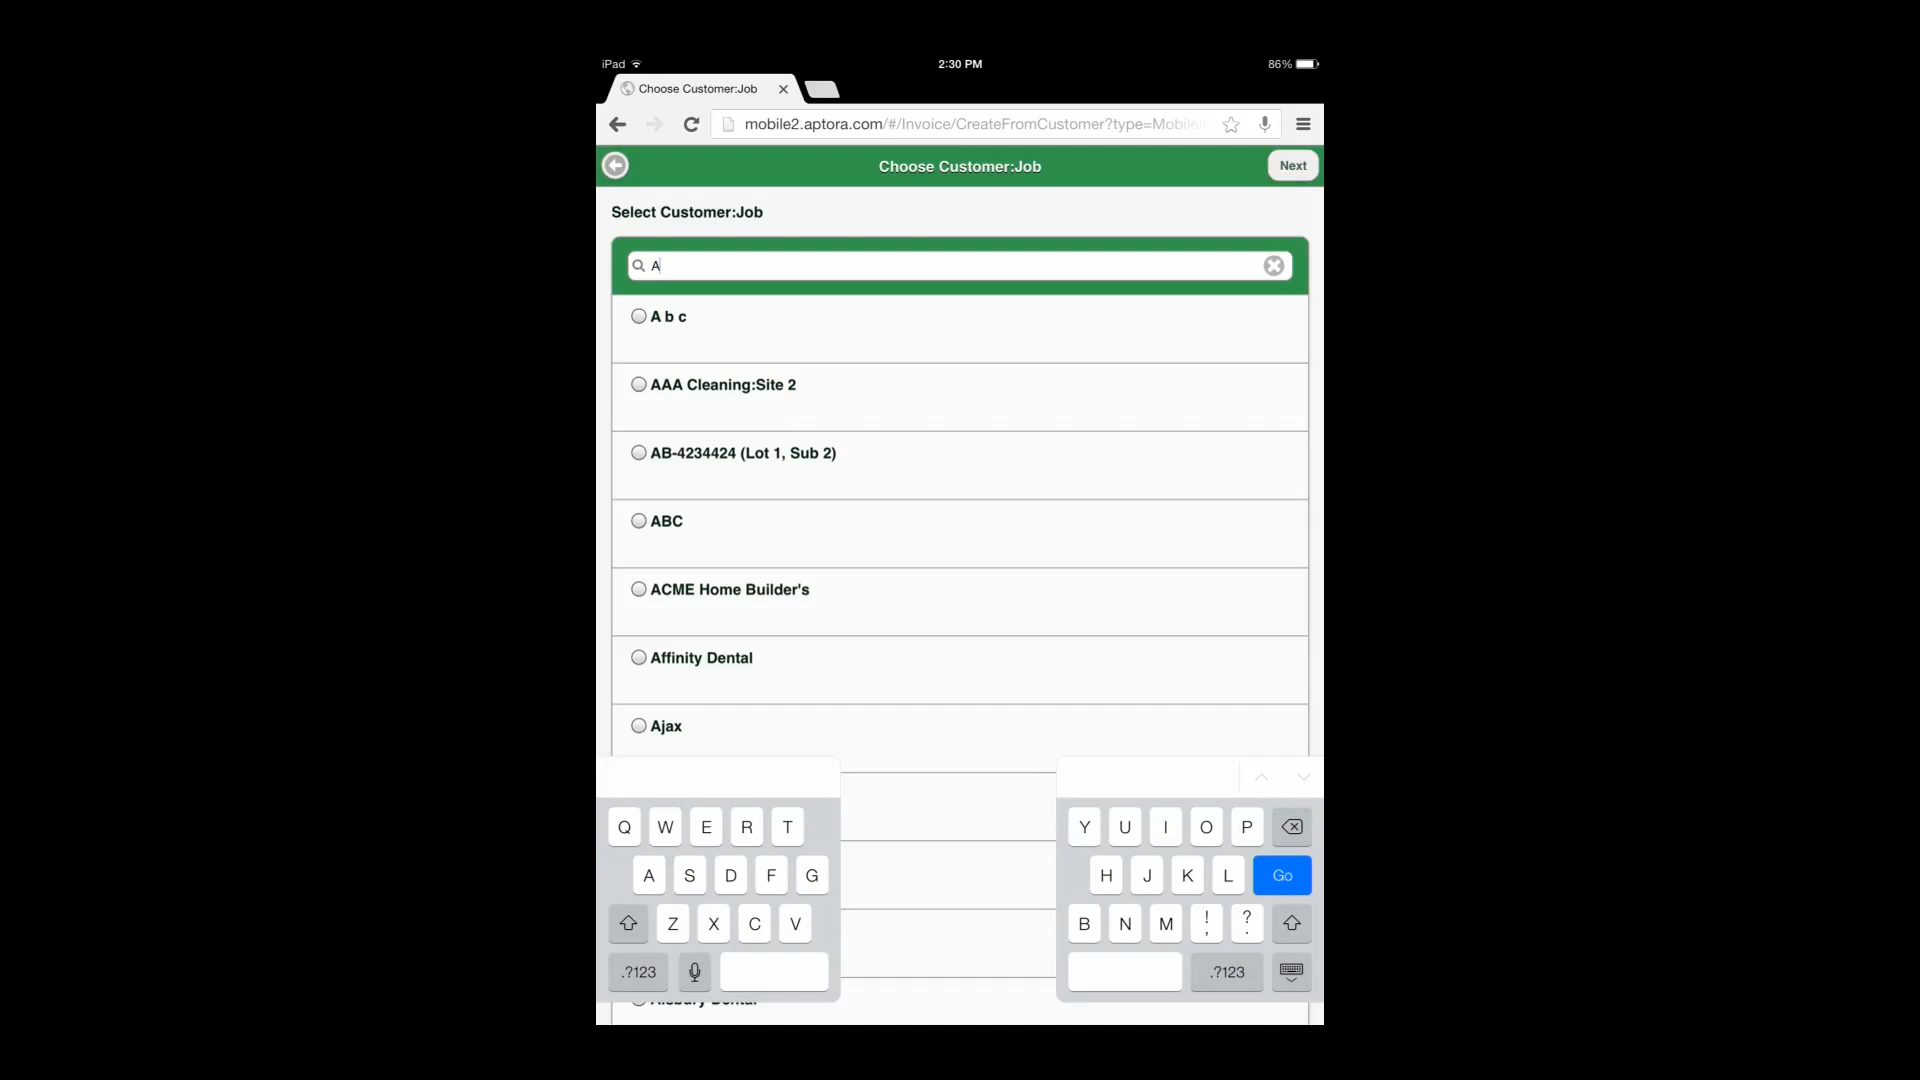 iPad 2:30 PM 86%
Choose Customer:Job
mobile2.aptora.com/#/Invoice/CreateFromCustomer?type=Mobile
Choose Customer:Job Next
Select Customer:Job
A
A b c
AAA Cleaning:Site 2
AB-4234424 (Lot 1, Sub 2)
ABC
ACME Home Builder's
Affinity Dental
Ajax
Q W E R T Y U I O P
A S D F G H J K L Go
Z X C V B N M ! , ? .
.?123 .?123